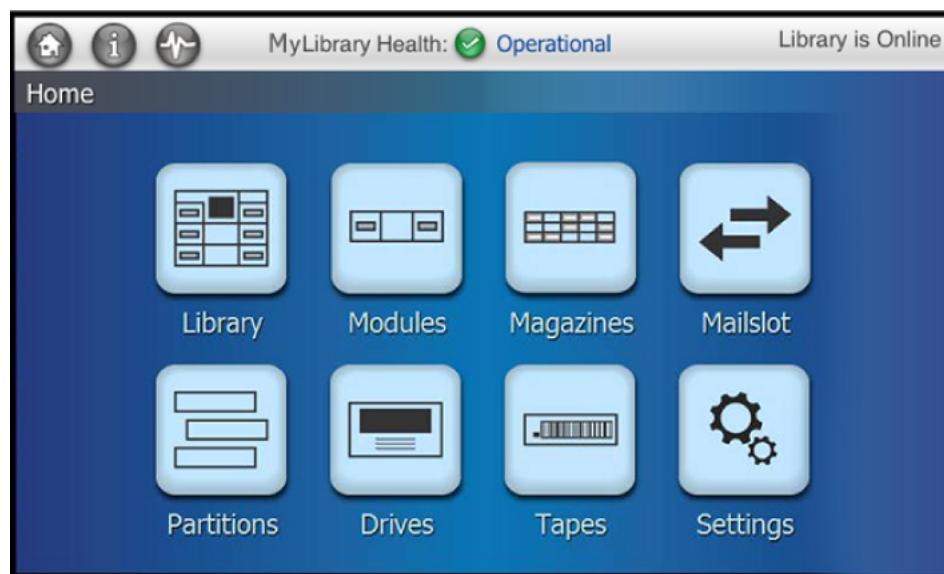 MyLibrary Health: Operational Library is Online
Home
Library Modules Magazines Mailslot
Partitions Drives Tapes Settings